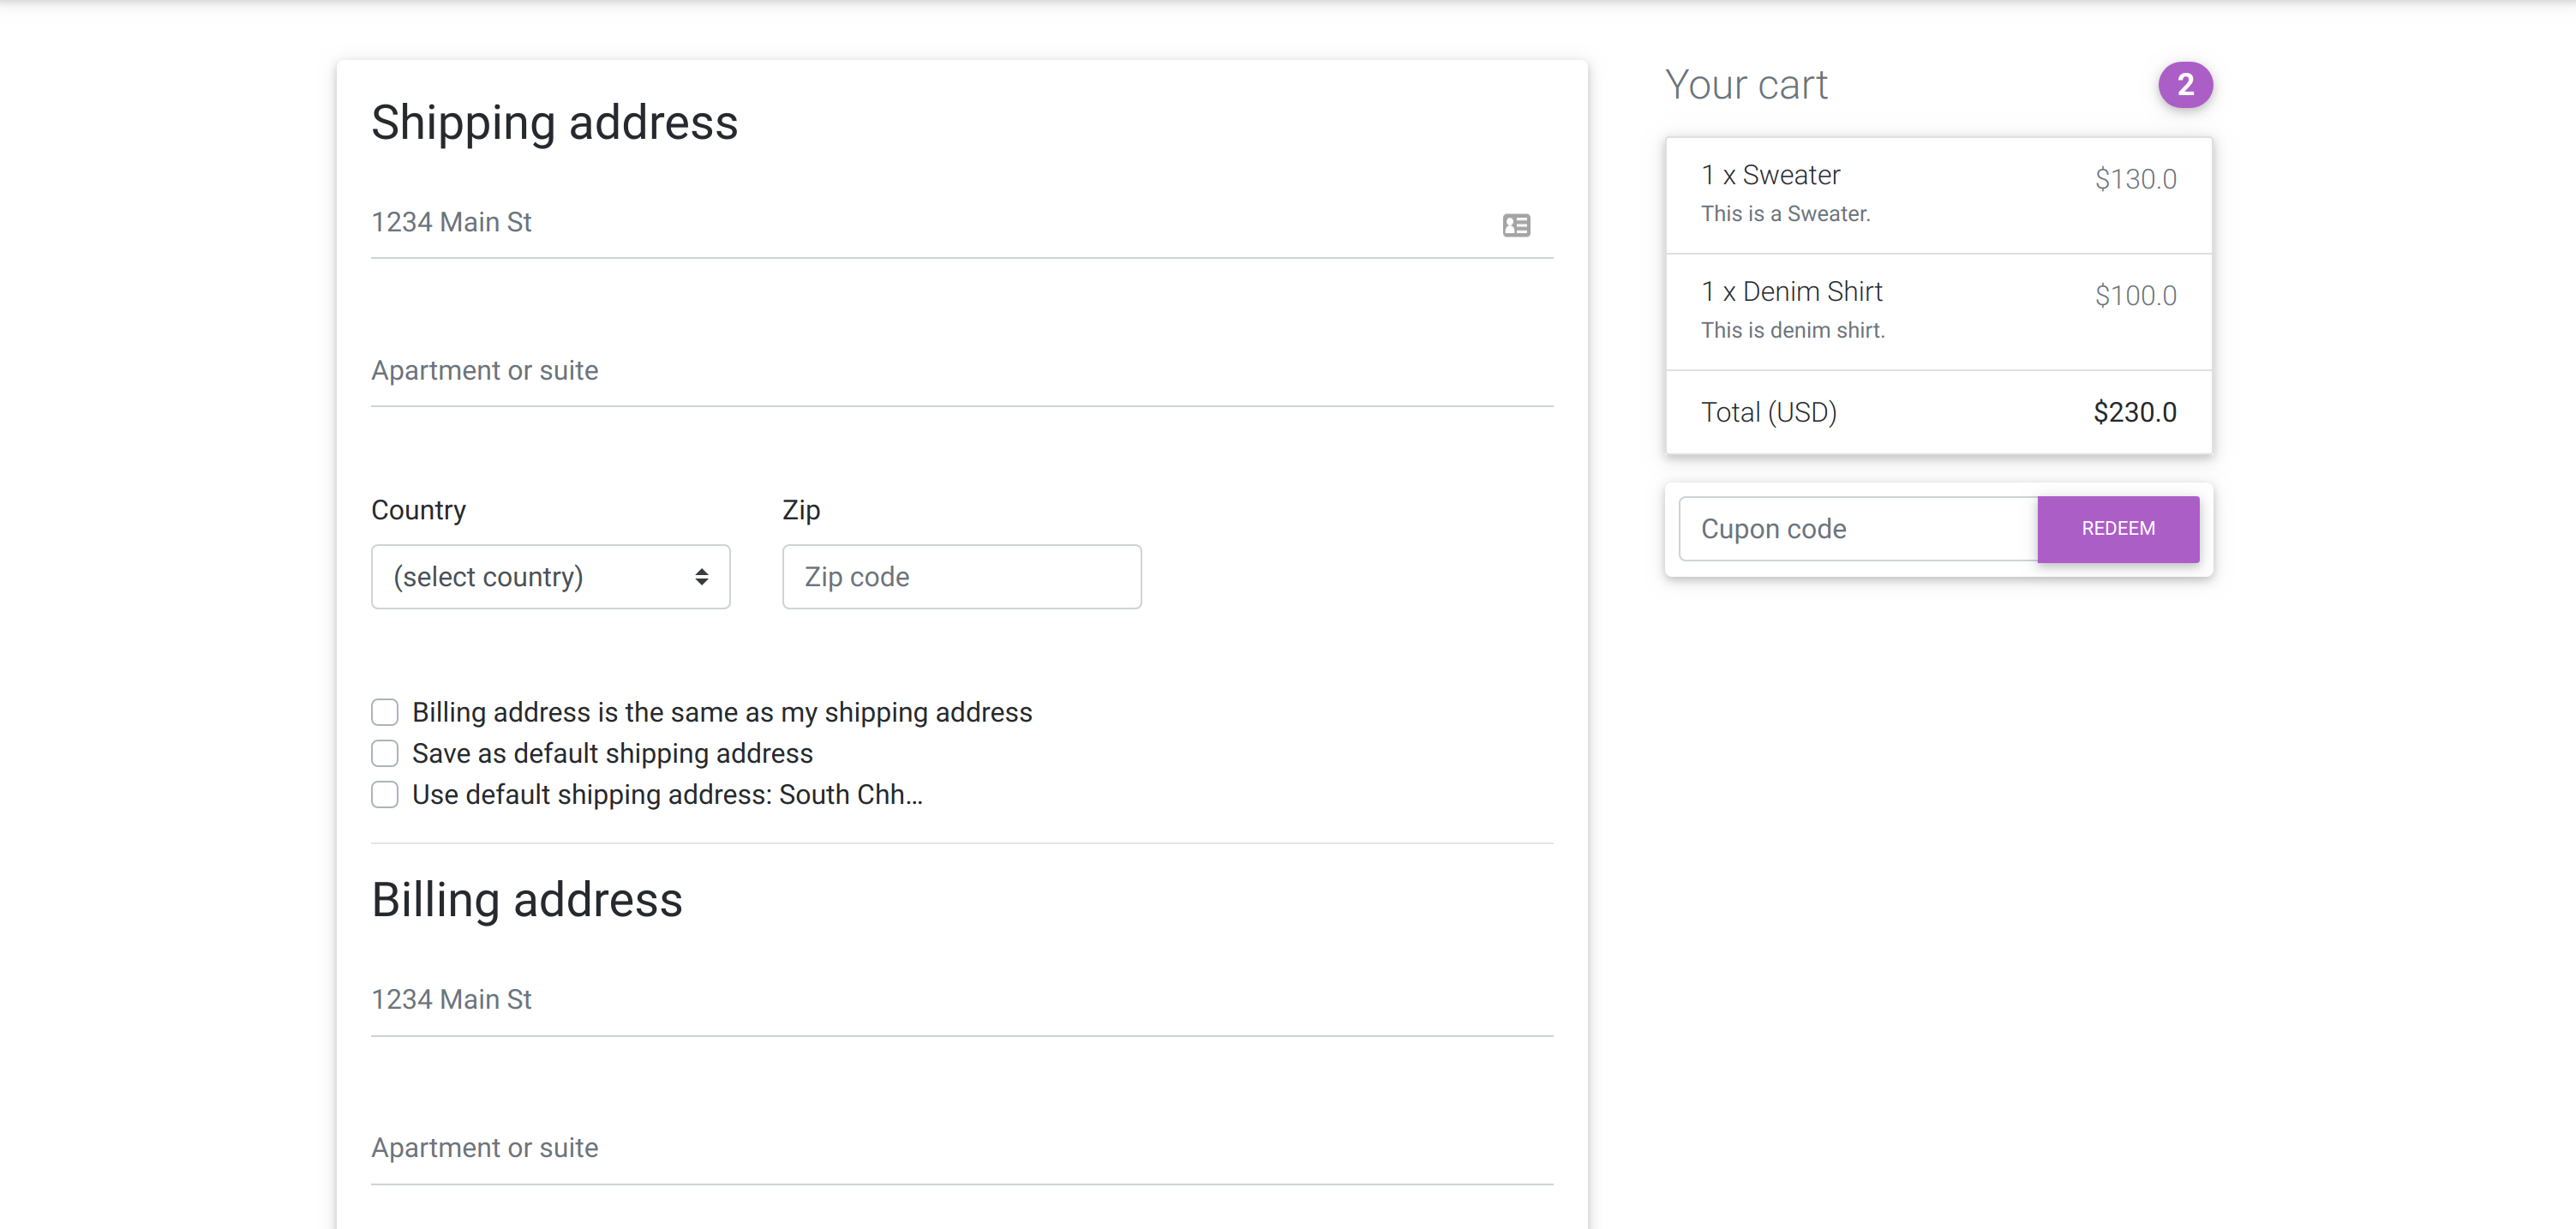 Shipping address
1234 Main St
Apartment or suite
Country
Zip
(select country)
Zip code
Billing address is the same as my shipping address
Save as default shipping address
Use default shipping address: South Chh...
Billing address
1234 Main St
Apartment or suite
Your cart
2
1 x Sweater
$130.0
This is a Sweater.
1 x Denim Shirt
$100.0
This is denim shirt.
Total (USD)
$230.0
Cupon code
REDEEM